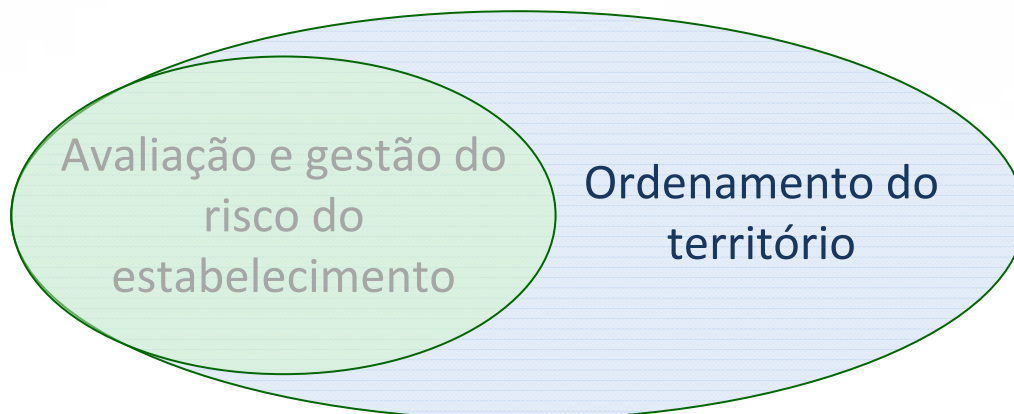 Avaliação e gestão do
risco do
estabelecimento
Ordenamento do
território